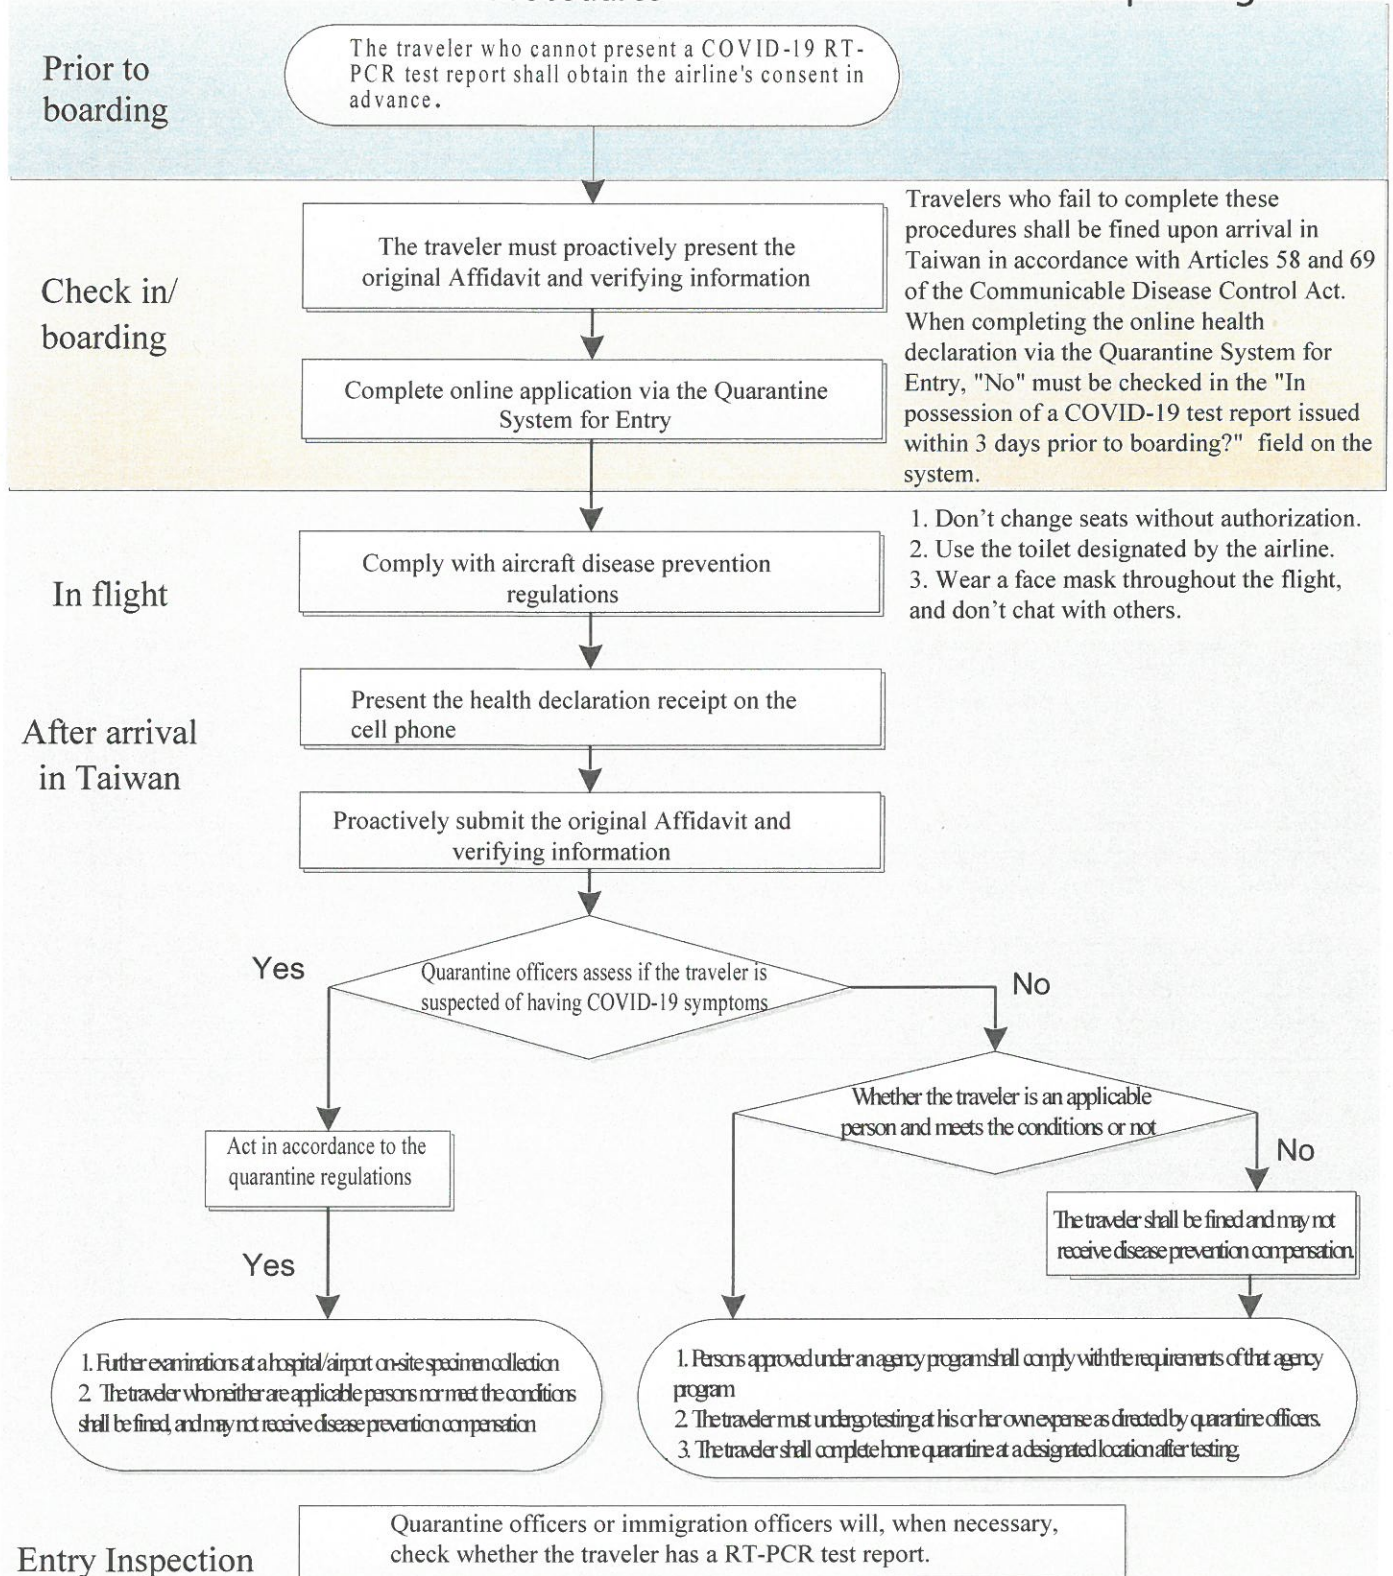 Prior to
boarding
The traveler who cannot present a COVID-19 RT-
PCR test report shall obtain the airline's consent in
advance.
Check in/
boarding
The traveler must proactively present the
original Affidavit and verifying information
Complete online application via the Quarantine
System for Entry
Travelers who fail to complete these
procedures shall be fined upon arrival in
Taiwan in accordance with Articles 58 and 69
of the Communicable Disease Control Act.
When completing the online health
declaration via the Quarantine System for
Entry, "No" must be checked in the "In
possession of a COVID-19 test report issued
within 3 days prior to boarding?" field on the
system.
In flight
Comply with aircraft disease prevention
regulations
1. Don't change seats without authorization.
2. Use the toilet designated by the airline.
3. Wear a face mask throughout the flight,
and don't chat with others.
After arrival
in Taiwan
Present the health declaration receipt on the
cell phone
Proactively submit the original Affidavit and
verifying information
Quarantine officers assess if the traveler is
suspected of having COVID-19 symptoms
Yes
No
Whether the traveler is an applicable
person and meets the conditions or not
Act in accordance to the
quarantine regulations
No
The traveler shall be fined and may not
receive disease prevention compensation.
Yes
1. Further examinations at a hospital/airport on-site specimen collection
2. The traveler who neither are applicable persons nor meet the conditions
shall be fined, and may not receive disease prevention compensation
1. Persons approved under an agency program shall comply with the requirements of that agency
program
2. The traveler must undergo testing at his or her own expense as directed by quarantine officers.
3. The traveler shall complete home quarantine at a designated location after testing.
Entry Inspection
Quarantine officers or immigration officers will, when necessary,
check whether the traveler has a RT-PCR test report.